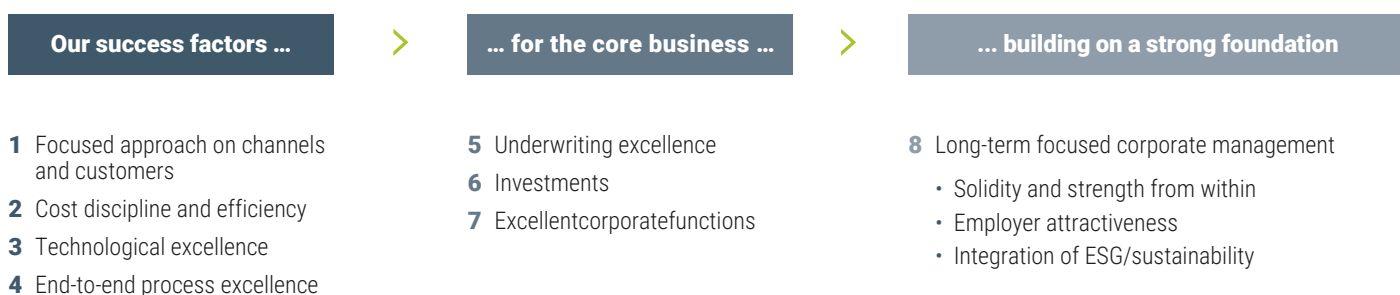 Our success factors ...
... for the core business ...
... building on a strong foundation
1 Focused approach on channels
and customers
2 Cost discipline and efficiency
3 Technological excellence
4 End-to-end process excellence
5 Underwriting excellence
6 Investments
7 Excellentcorporatefunctions
8 Long-term focused corporate management
• Solidity and strength from within
• Employer attractiveness
• Integration of ESG/sustainability